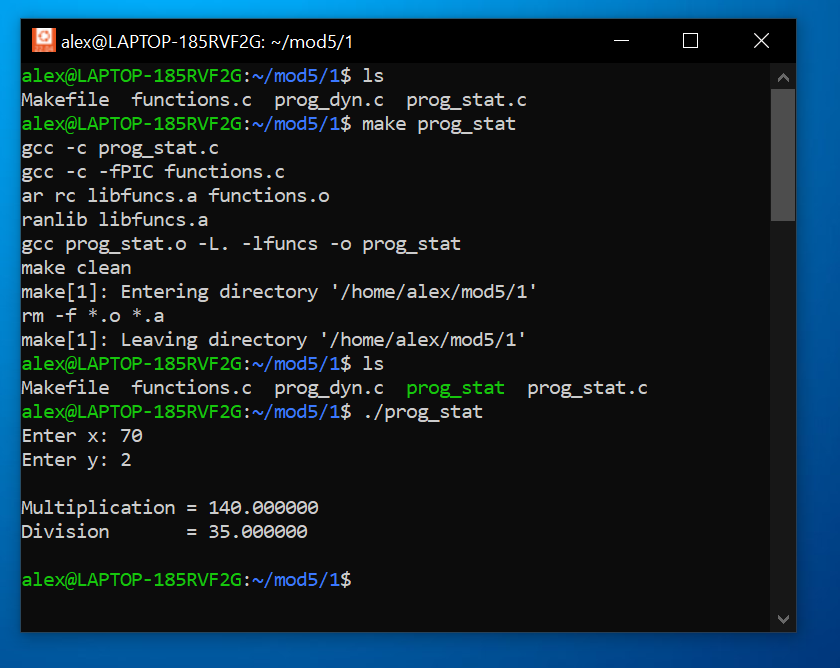 alex@LAPTOP-185RVF2G: ~/mod5/1
alex@LAPTOP-185RVF2G:~/mod5/1$ ls
Makefile  functions.c  prog_dyn.c  prog_stat.c
alex@LAPTOP-185RVF2G:~/mod5/1$ make prog_stat
gcc -c prog_stat.c
gcc -c -fPIC functions.c
ar rc libfuncs.a functions.o
ranlib libfuncs.a
gcc prog_stat.o -L. -lfuncs -o prog_stat
make clean
make[1]: Entering directory '/home/alex/mod5/1'
rm -f *.o *.a
make[1]: Leaving directory '/home/alex/mod5/1'
alex@LAPTOP-185RVF2G:~/mod5/1$ ls
Makefile  functions.c  prog_dyn.c  prog_stat  prog_stat.c
alex@LAPTOP-185RVF2G:~/mod5/1$ ./prog_stat
Enter x: 70
Enter y: 2
Multiplication = 140.000000
Division       = 35.000000
alex@LAPTOP-185RVF2G:~/mod5/1$